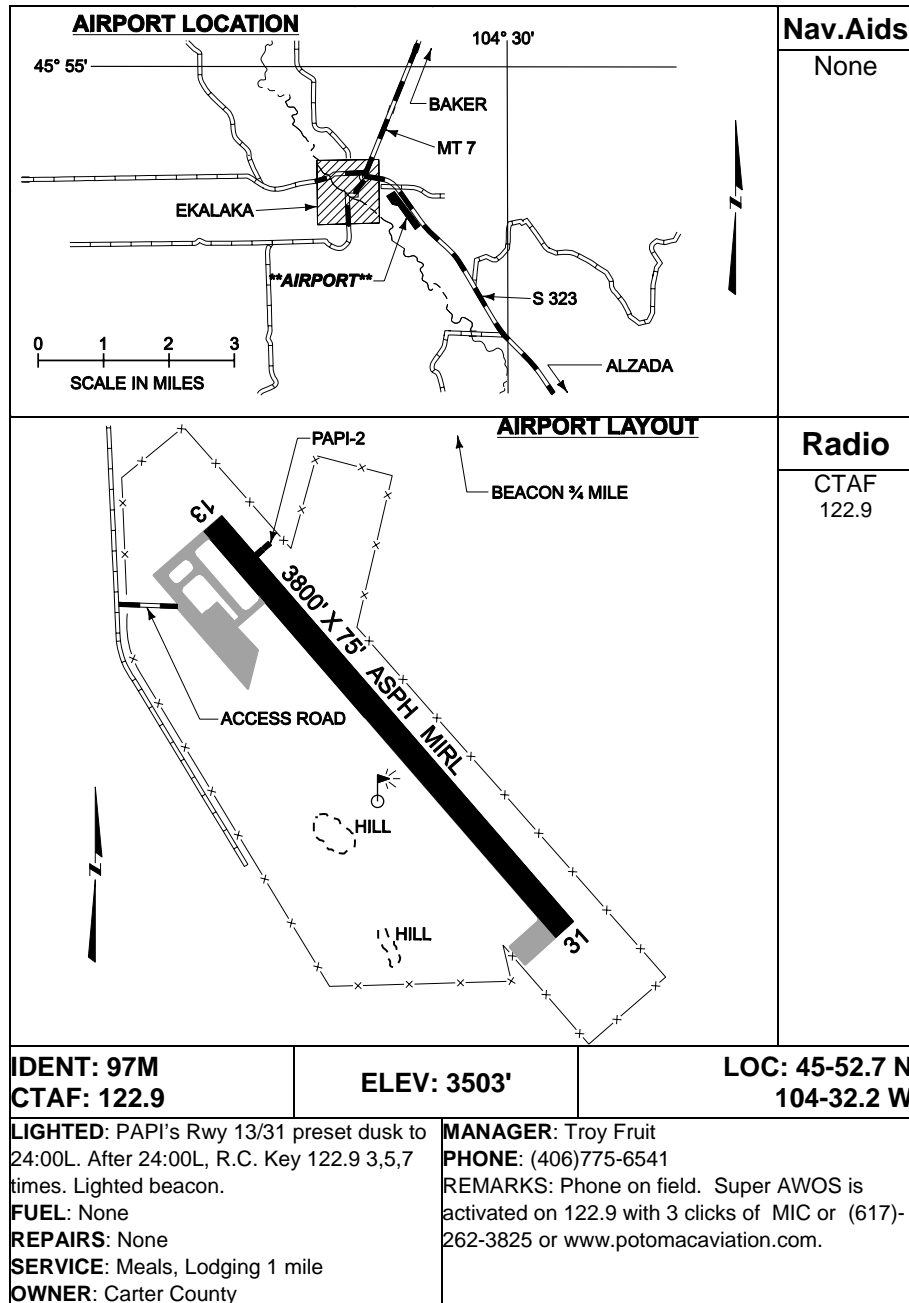 AIRPORT LOCATION
104° 30'
45° 55'
BAKER
MT 7
EKALAKA
**AIRPORT**
S 323
N
0 1 2 3
SCALE IN MILES
ALZADA
Nav.Aids
None
AIRPORT LAYOUT
PAPI-2
BEACON ¾ MILE
13
3800' X 75' ASPH MIRL
ACCESS ROAD
HILL
HILL
N
31
Radio
CTAF
122.9
IDENT: 97M
CTAF: 122.9
ELEV: 3503'
LOC: 45-52.7 N
104-32.2 W
LIGHTED: PAPI's Rwy 13/31 preset dusk to
24:00L. After 24:00L, R.C. Key 122.9 3,5,7
times. Lighted beacon.
FUEL: None
REPAIRS: None
SERVICE: Meals, Lodging 1 mile
OWNER: Carter County
MANAGER: Troy Fruit
PHONE: (406)775-6541
REMARKS: Phone on field. Super AWOS is
activated on 122.9 with 3 clicks of MIC or (617)-
262-3825 or www.potomacaviation.com.